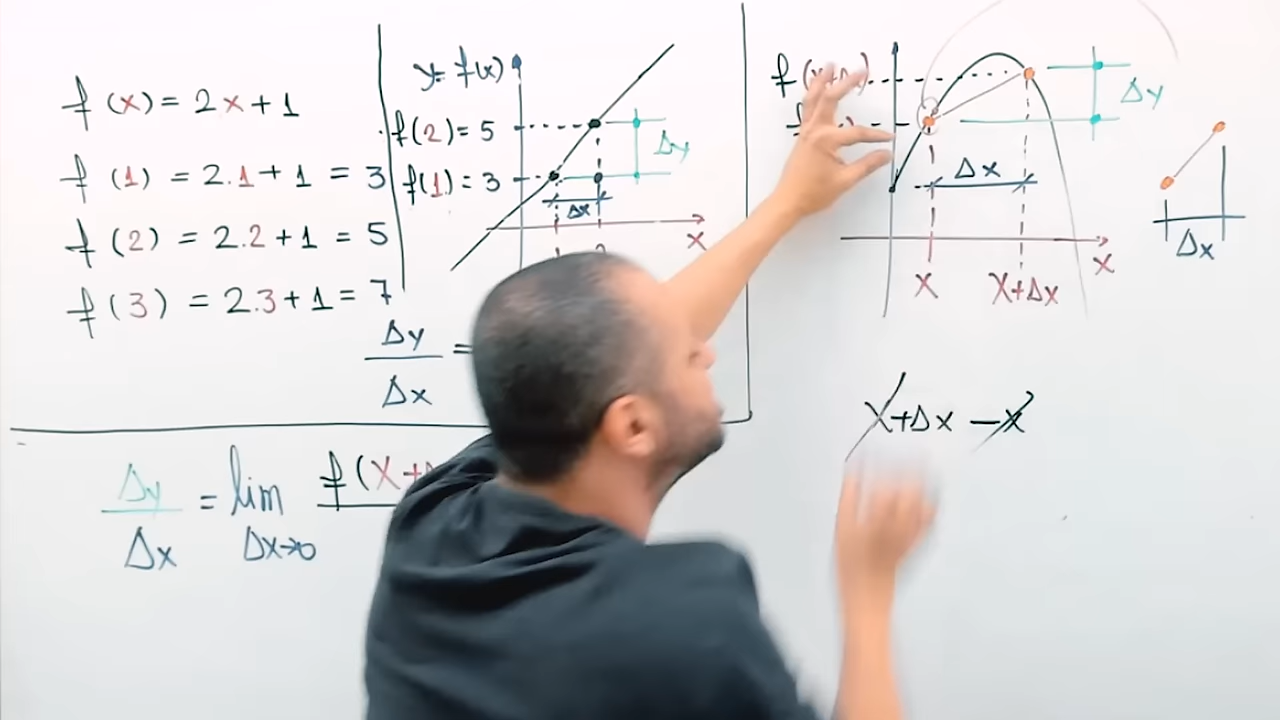 f(x) = 2x+1
f(1) = 2.1+1 = 3
f(2) = 2.2+1 = 5
f(3) = 2.3+1 = 7
y= f(x)
f(2)= 5
f(1)= 3
Δy
Δx
x
Δy
Δx
=
Δy
Δx
= lim
Δx→0
f(x+
f(x+Δ
Δy
Δx
x
x+Δx
x
Δx
x+Δx -x